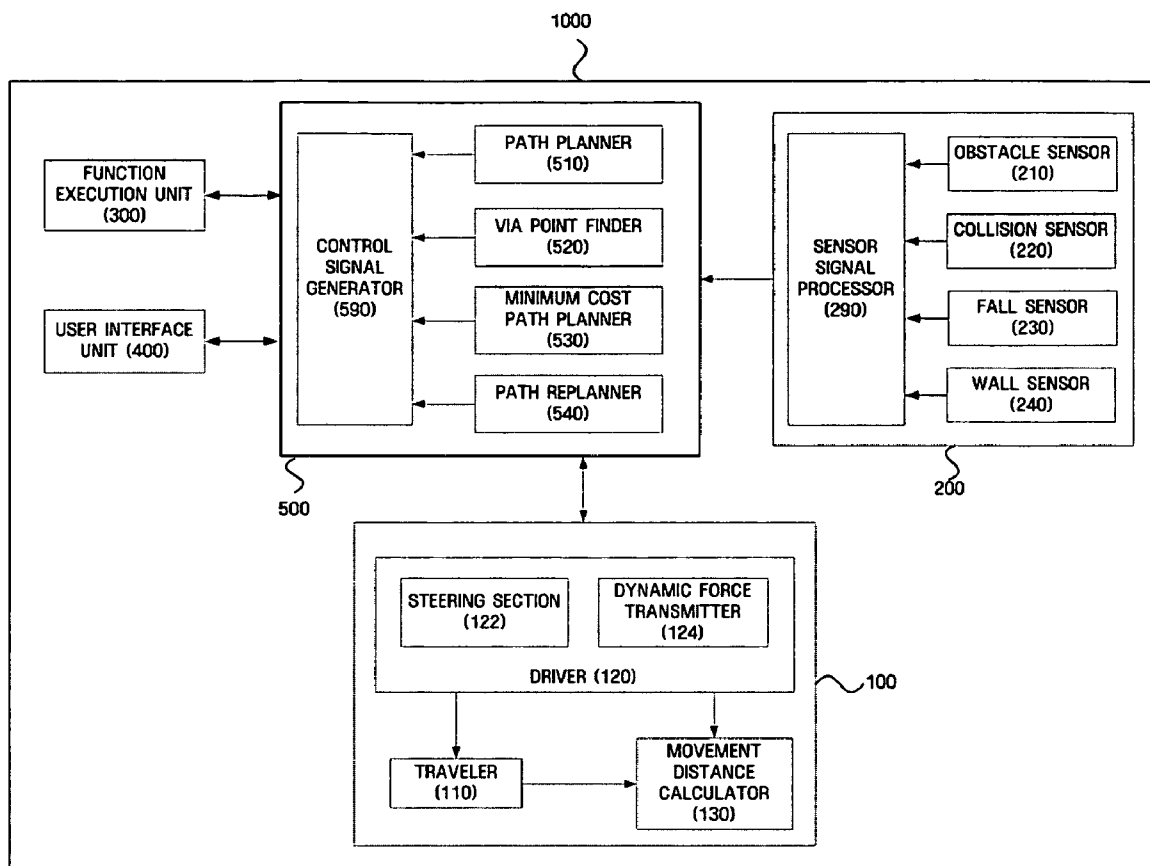 1000
FUNCTION
EXECUTION UNIT
(300)
USER INTERFACE
UNIT (400)
CONTROL
SIGNAL
GENERATOR
(590)
PATH PLANNER
(510)
VIA POINT FINDER
(520)
MINIMUM COST
PATH PLANNER
(530)
PATH REPLANNER
(540)
500
SENSOR
SIGNAL
PROCESSOR
(290)
OBSTACLE SENSOR
(210)
COLLISION SENSOR
(220)
FALL SENSOR
(230)
WALL SENSOR
(240)
200
STEERING SECTION
(122)
DYNAMIC FORCE
TRANSMITTER
(124)
DRIVER (120)
100
TRAVELER
(110)
MOVEMENT
DISTANCE
CALCULATOR
(130)